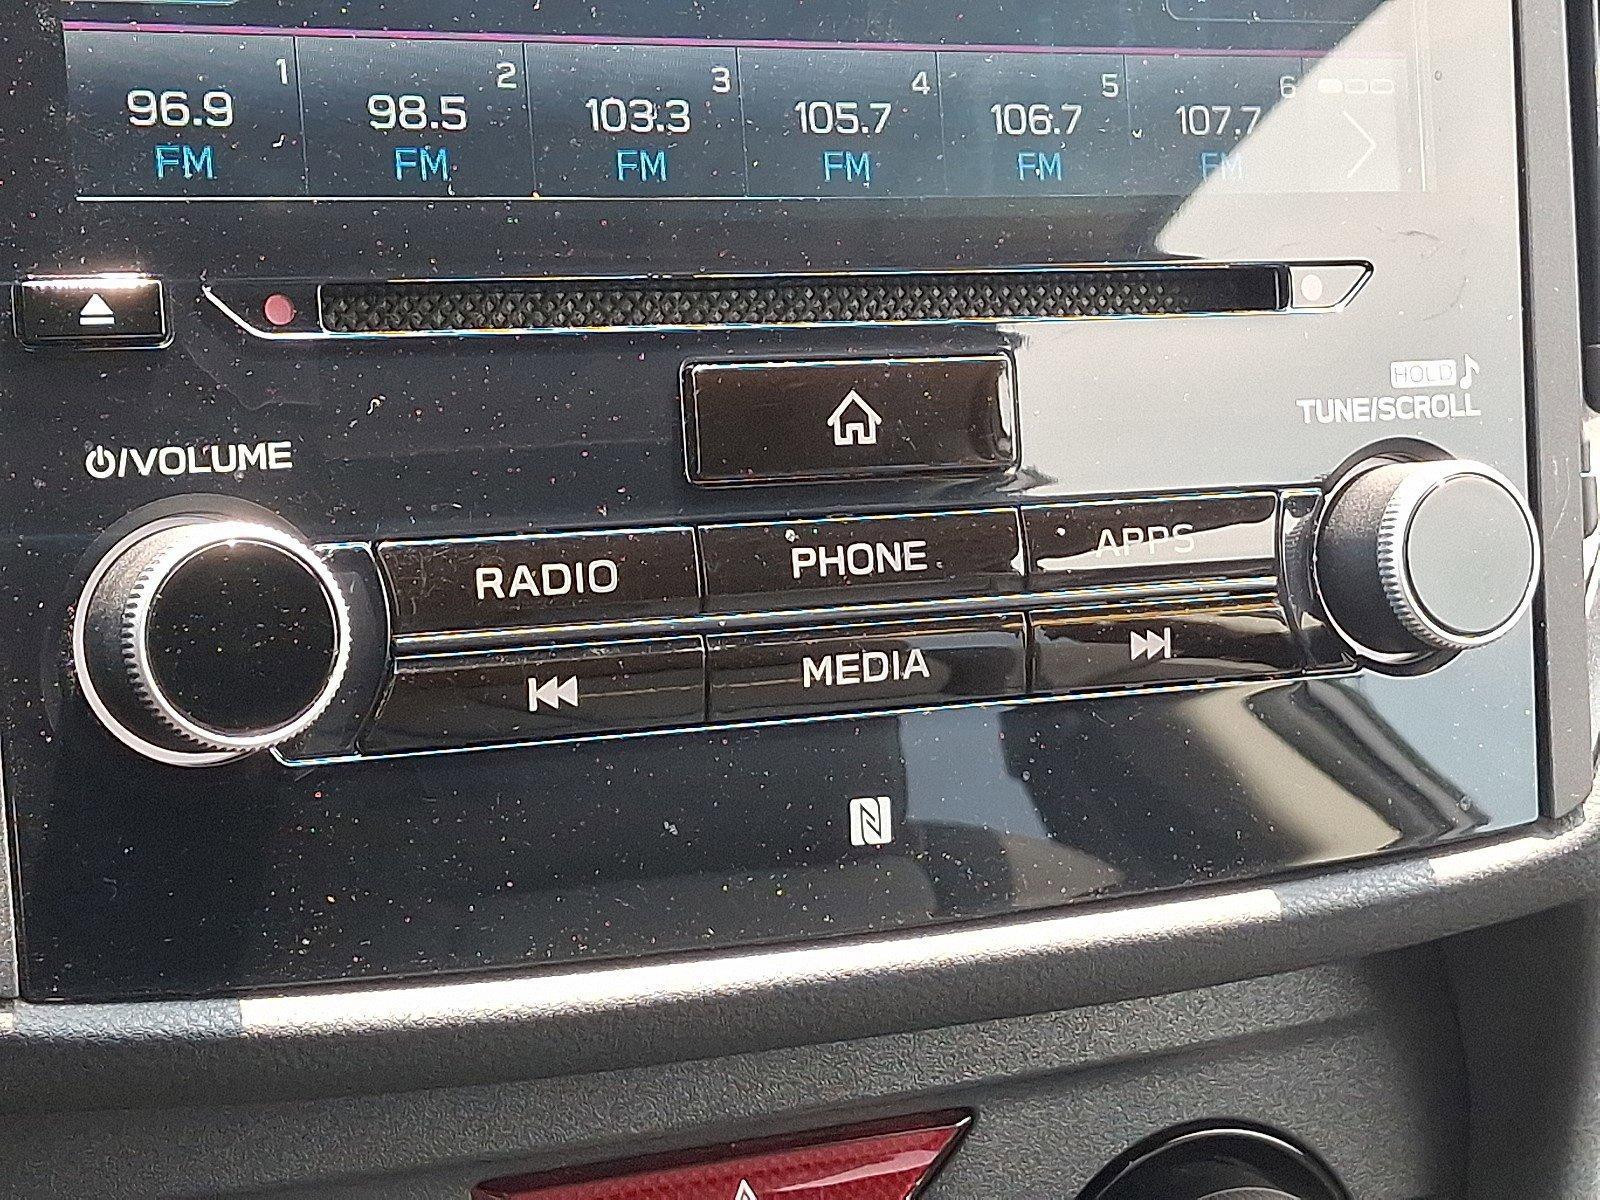 1 2 3 4 5 6
96.9 98.5 103.3 105.7 106.7 107.7
FM FM FM FM FM FM
HOLD
TUNE/SCROLL
/VOLUME
RADIO PHONE APPS
MEDIA
N